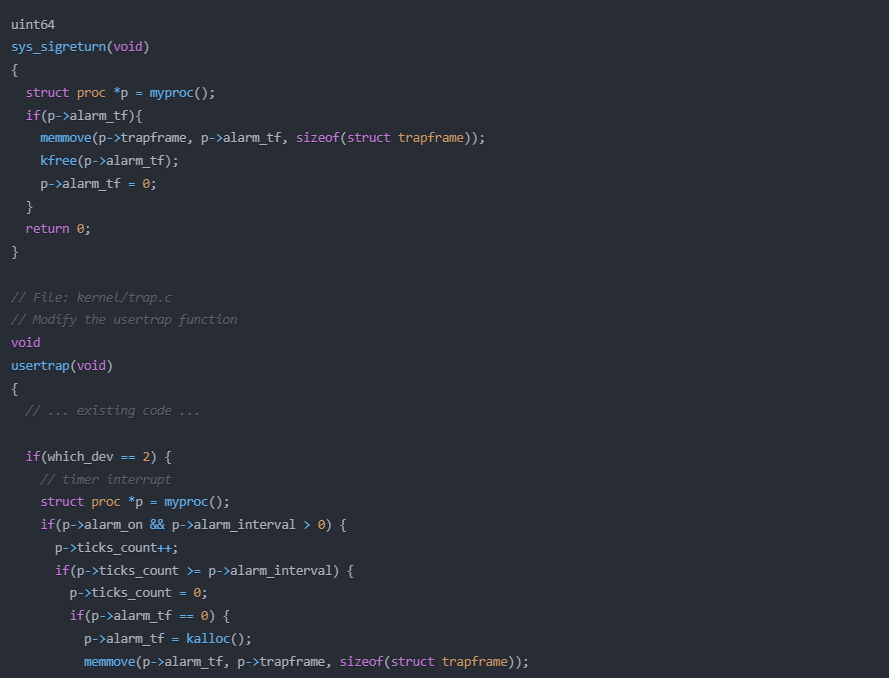 uint64
sys_sigreturn(void)
{
  struct proc *p = myproc();
  if(p->alarm_tf){
    memmove(p->trapframe, p->alarm_tf, sizeof(struct trapframe));
    kfree(p->alarm_tf);
    p->alarm_tf = 0;
  }
  return 0;
}

// File: kernel/trap.c
// Modify the usertrap function
void
usertrap(void)
{
  // ... existing code ...

  if(which_dev == 2) {
    // timer interrupt
    struct proc *p = myproc();
    if(p->alarm_on && p->alarm_interval > 0) {
      p->ticks_count++;
      if(p->ticks_count >= p->alarm_interval) {
        p->ticks_count = 0;
        if(p->alarm_tf == 0) {
          p->alarm_tf = kalloc();
          memmove(p->alarm_tf, p->trapframe, sizeof(struct trapframe));